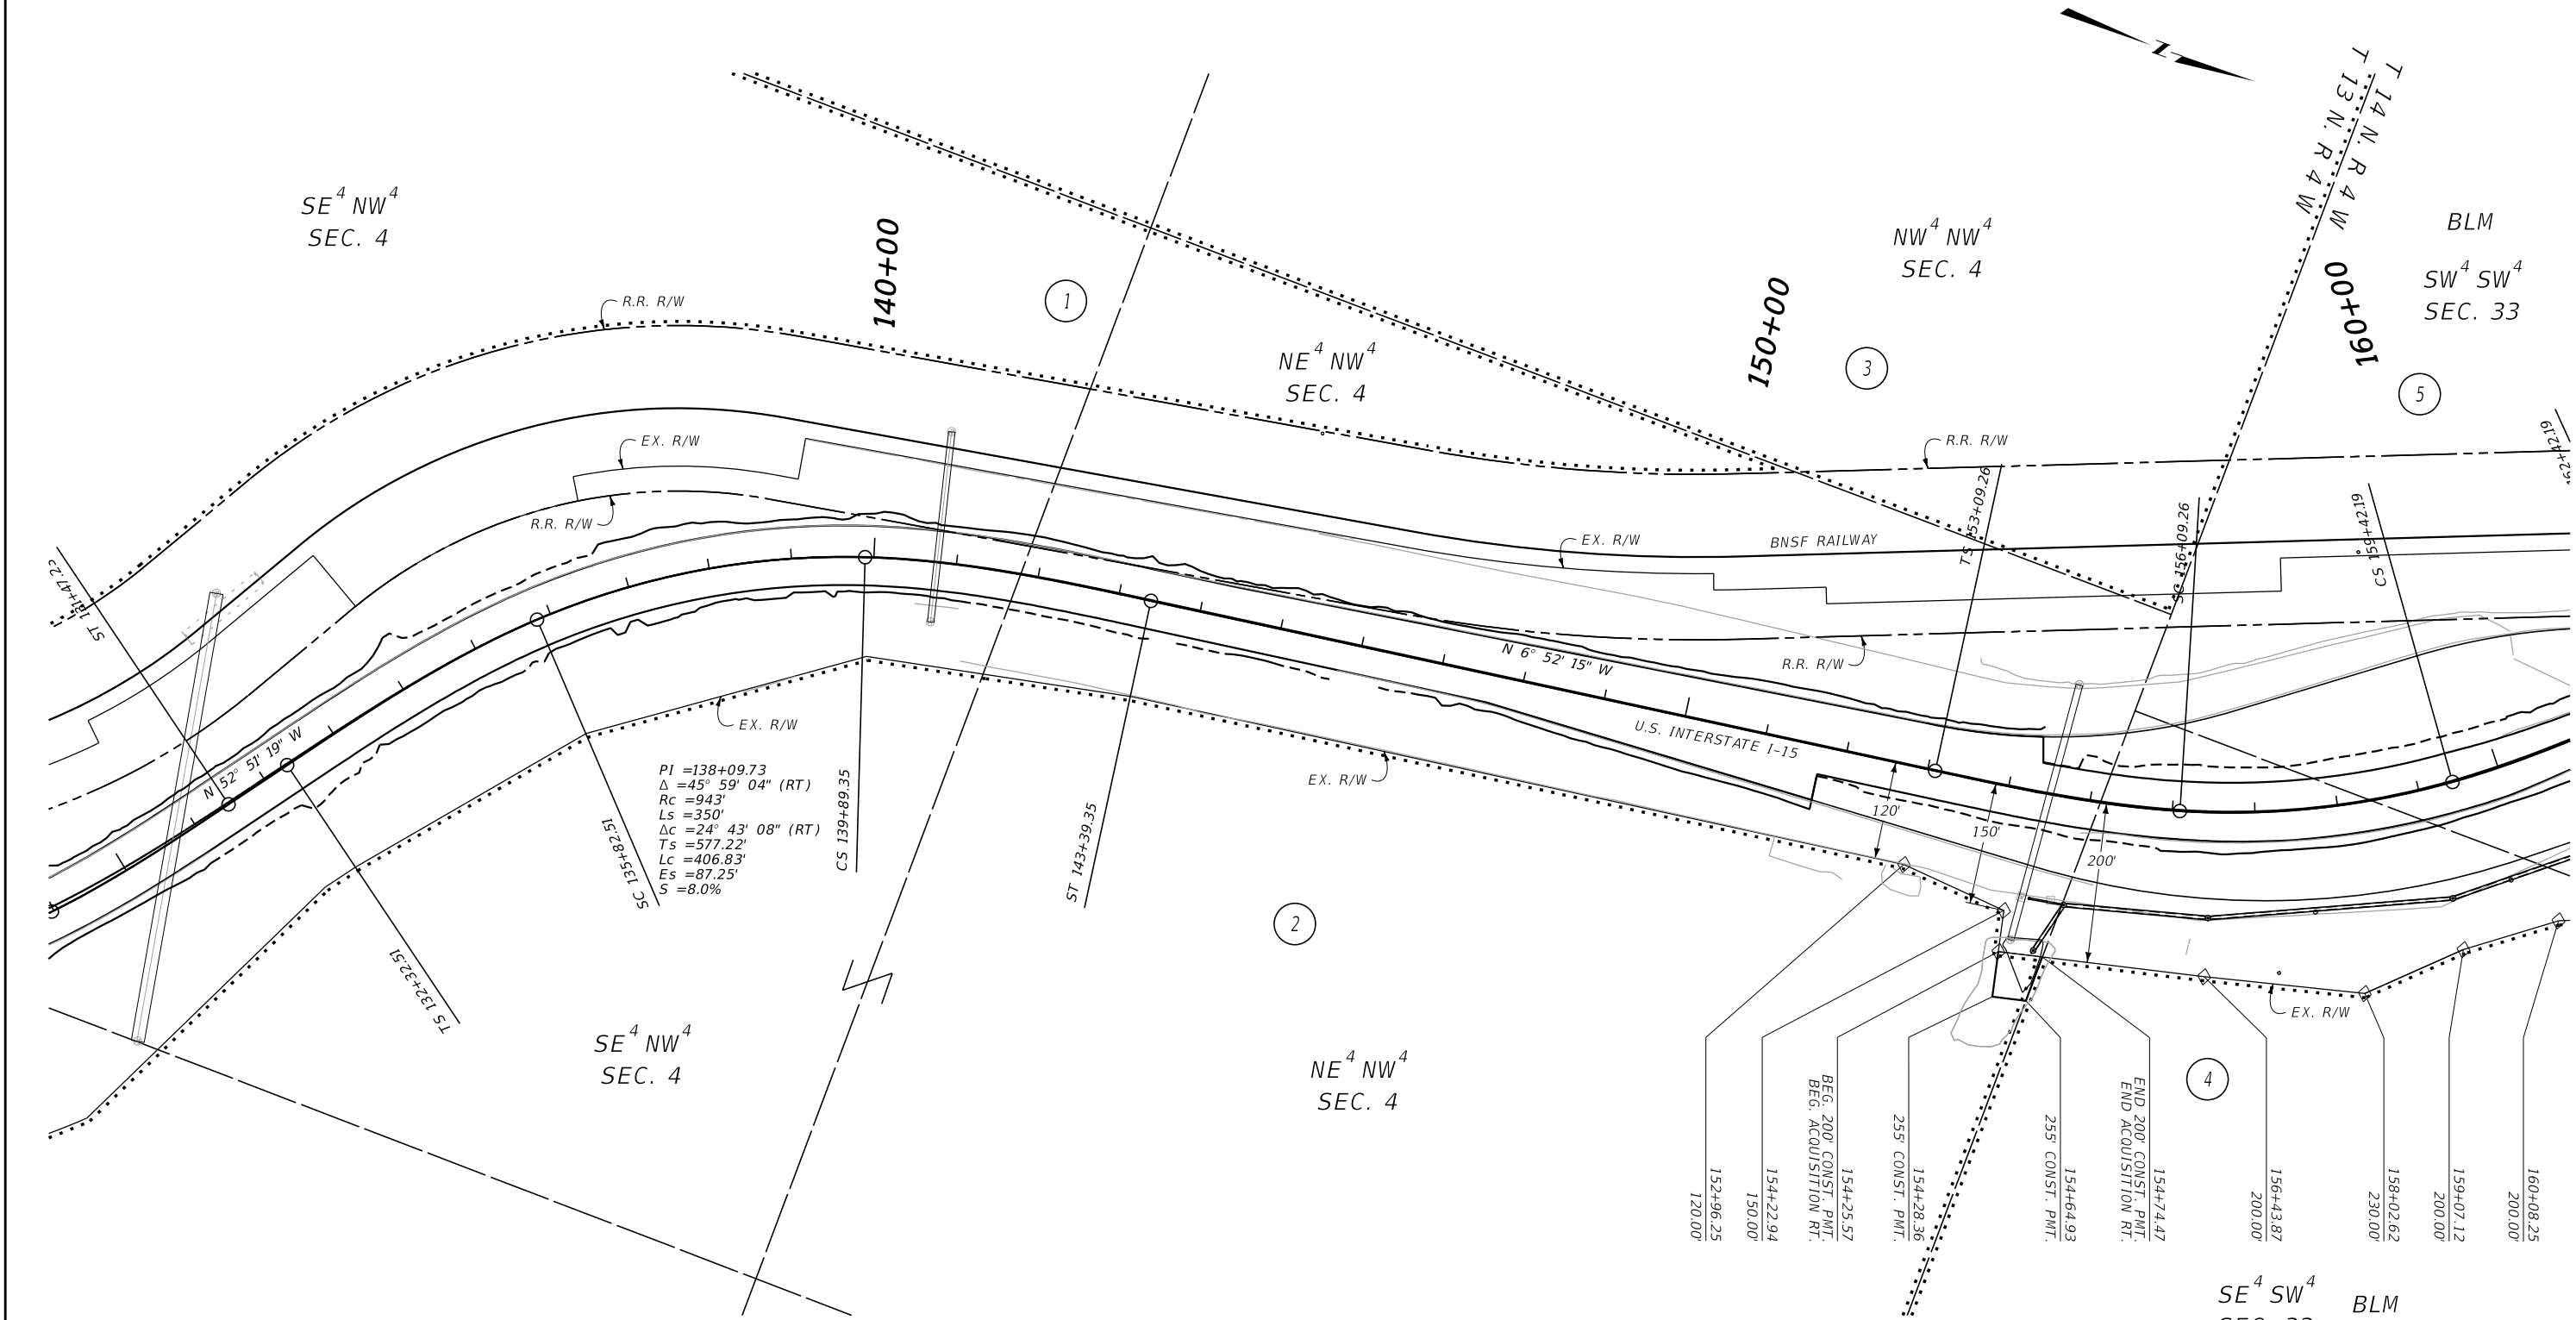 Z
T 14 N. R 4 W
T 13 N. R 4 W
SE⁴ NW⁴
SEC. 4
140+00
1
NW⁴ NW⁴
SEC. 4
150+00
160+00
BLM
SW⁴ SW⁴
SEC. 33
R.R. R/W
NE⁴ NW⁴
SEC. 4
3
5
EX. R/W
R.R. R/W
R.R. R/W
EX. R/W
BNSF RAILWAY
TS 153+09.26
SC 156+09.26
CS 159+42.19
N 6° 52' 15" W
R.R. R/W
U.S. INTERSTATE I-15
N 52° 51' 19" W
EX. R/W
EX. R/W
PI =138+09.73
Δ =45° 59' 04" (RT)
Rc =943'
Ls =350'
Δc =24° 43' 08" (RT)
Ts =577.22'
Lc =406.83'
Es =87.25'
S =8.0%
TS 132+32.51
SC 135+82.51
CS 139+89.35
ST 143+39.35
120'
150'
200'
2
EX. R/W
4
SE⁴ NW⁴
SEC. 4
NE⁴ NW⁴
SEC. 4
152+96.25
120.00'
154+22.94
150.00'
154+25.57
BEG. 200' CONST. PMT.
BEG. ACQUISITION RT.
154+28.36
255' CONST. PMT.
154+64.93
255' CONST. PMT.
154+74.47
END 200' CONST. PMT.
END ACQUISITION RT.
156+43.87
200.00'
158+02.62
230.00'
159+07.12
200.00'
160+08.25
200.00'
SE⁴ SW⁴
BLM